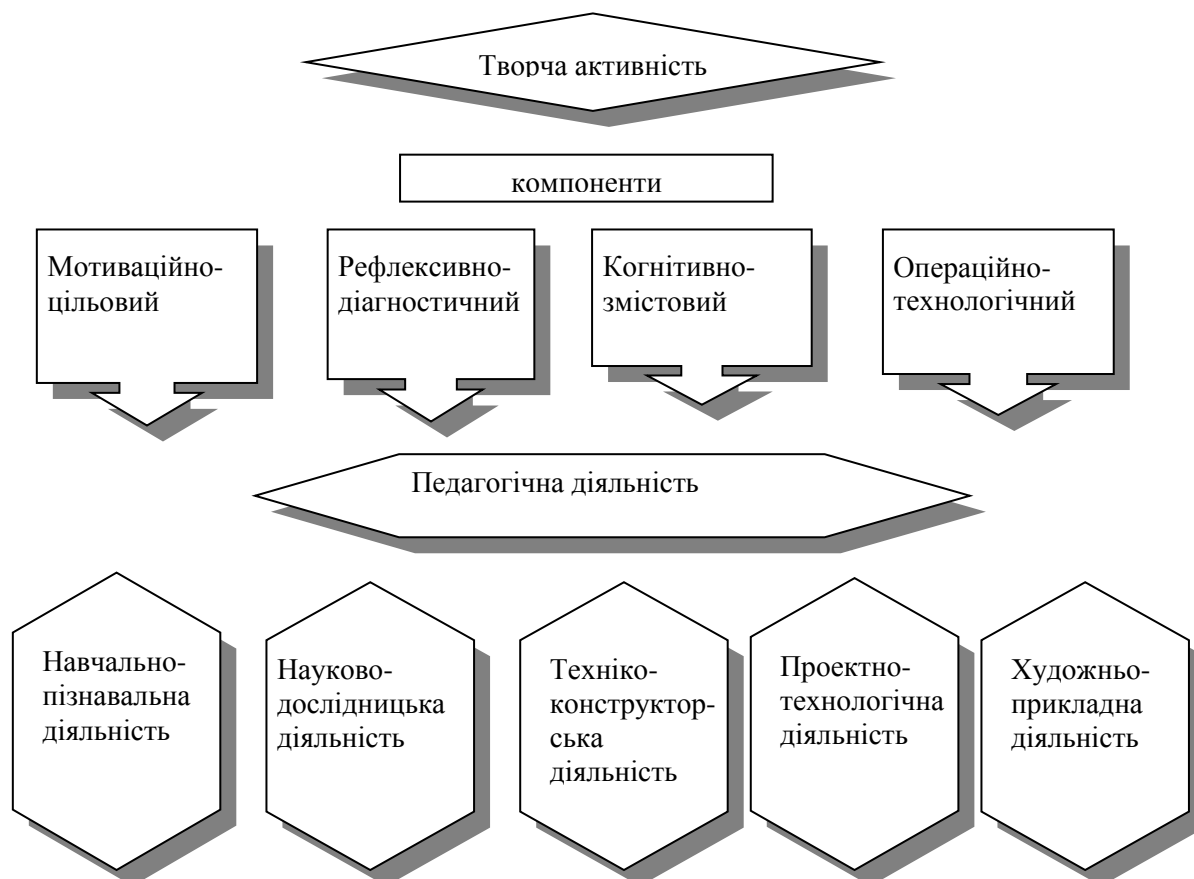 Творча активність
компоненти
Мотиваційно-
цільовий
Рефлексивно-
діагностичний
Когнітивно-
змістовий
Операційно-
технологічний
Педагогічна діяльність
Навчально-
пізнавальна
діяльність
Науково-
дослідницька
діяльність
Техніко-
конструктор-
ська
діяльність
Проектно-
технологічна
діяльність
Художньо-
прикладна
діяльність